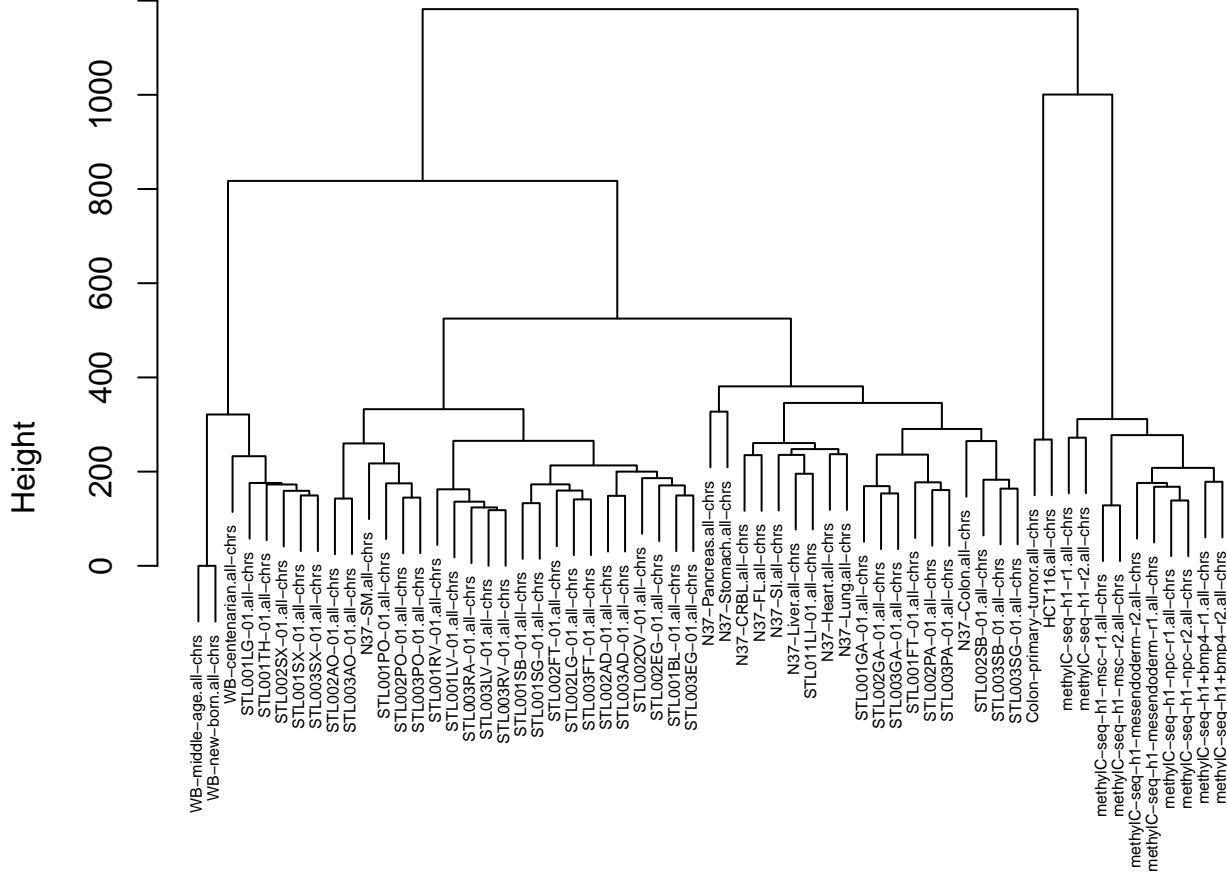 Height
0
200
400
600
800
1000
WB−middle−age.all−chrs
WB−new−born.all−chrs
WB−centenarian.all−chrs
STL001LG−01.all−chrs
STL001TH−01.all−chrs
STL002SX−01.all−chrs
STL001SX−01.all−chrs
STL003SX−01.all−chrs
STL002AO−01.all−chrs
STL003AO−01.all−chrs
N37−SM.all−chrs
STL001PO−01.all−chrs
STL002PO−01.all−chrs
STL003PO−01.all−chrs
STL001RV−01.all−chrs
STL001LV−01.all−chrs
STL003RA−01.all−chrs
STL003LV−01.all−chrs
STL003RV−01.all−chrs
STL001SB−01.all−chrs
STL001SG−01.all−chrs
STL002FT−01.all−chrs
STL002LG−01.all−chrs
STL003FT−01.all−chrs
STL002AD−01.all−chrs
STL003AD−01.all−chrs
STL002OV−01.all−chrs
STL002EG−01.all−chrs
STL001BL−01.all−chrs
STL003EG−01.all−chrs
N37−Pancreas.all−chrs
N37−Stomach.all−chrs
N37−CRBL.all−chrs
N37−FL.all−chrs
N37−SI.all−chrs
N37−Liver.all−chrs
STL011LI−01.all−chrs
N37−Heart.all−chrs
N37−Lung.all−chrs
STL001GA−01.all−chrs
STL002GA−01.all−chrs
STL003GA−01.all−chrs
STL001FT−01.all−chrs
STL002PA−01.all−chrs
STL003PA−01.all−chrs
N37−Colon.all−chrs
STL002SB−01.all−chrs
STL003SB−01.all−chrs
STL003SG−01.all−chrs
Colon−primary−tumor.all−chrs
HCT116.all−chrs
methylC−seq−h1−r1.all−chrs
methylC−seq−h1−r2.all−chrs
methylC−seq−h1−msc−r1.all−chrs
methylC−seq−h1−msc−r2.all−chrs
methylC−seq−h1−mesendoderm−r2.all−chrs
methylC−seq−h1−mesendoderm−r1.all−chrs
methylC−seq−h1−npc−r1.all−chrs
methylC−seq−h1−npc−r2.all−chrs
methylC−seq−h1+bmp4−r1.all−chrs
methylC−seq−h1+bmp4−r2.all−chrs